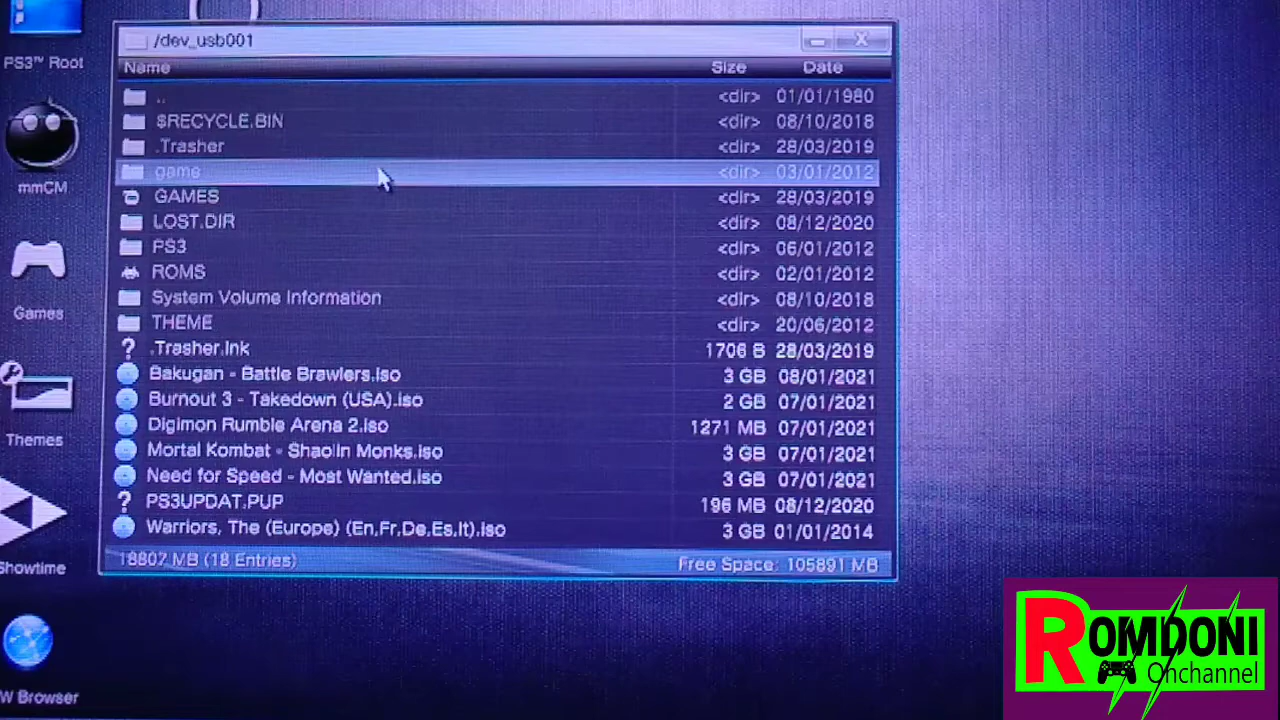 /dev_usb001
Name Size Date
.. <dir> 01/01/1980
$RECYCLE.BIN <dir> 08/10/2018
.Trasher <dir> 28/03/2019
game <dir> 03/01/2012
GAMES <dir> 28/03/2019
LOST.DIR <dir> 08/12/2020
PS3 <dir> 06/01/2012
ROMS <dir> 02/01/2012
System Volume Information <dir> 08/10/2018
THEME <dir> 20/06/2012
.Trasher.lnk 1706 B 28/03/2019
Bakugan - Battle Brawlers.iso 3 GB 08/01/2021
Burnout 3 - Takedown (USA).iso 2 GB 07/01/2021
Digimon Rumble Arena 2.iso 1271 MB 07/01/2021
Mortal Kombat - Shaolin Monks.iso 3 GB 07/01/2021
Need for Speed - Most Wanted.iso 3 GB 07/01/2021
PS3UPDAT.PUP 196 MB 08/12/2020
Warriors, The (Europe) (En,Fr,De,Es,It).iso 3 GB 01/01/2014
18807 MB (18 Entries) Free Space: 105891 MB
PS3™ Root
mmCM
Games
Themes
Showtime
W Browser
ROMDONI
Onchannel